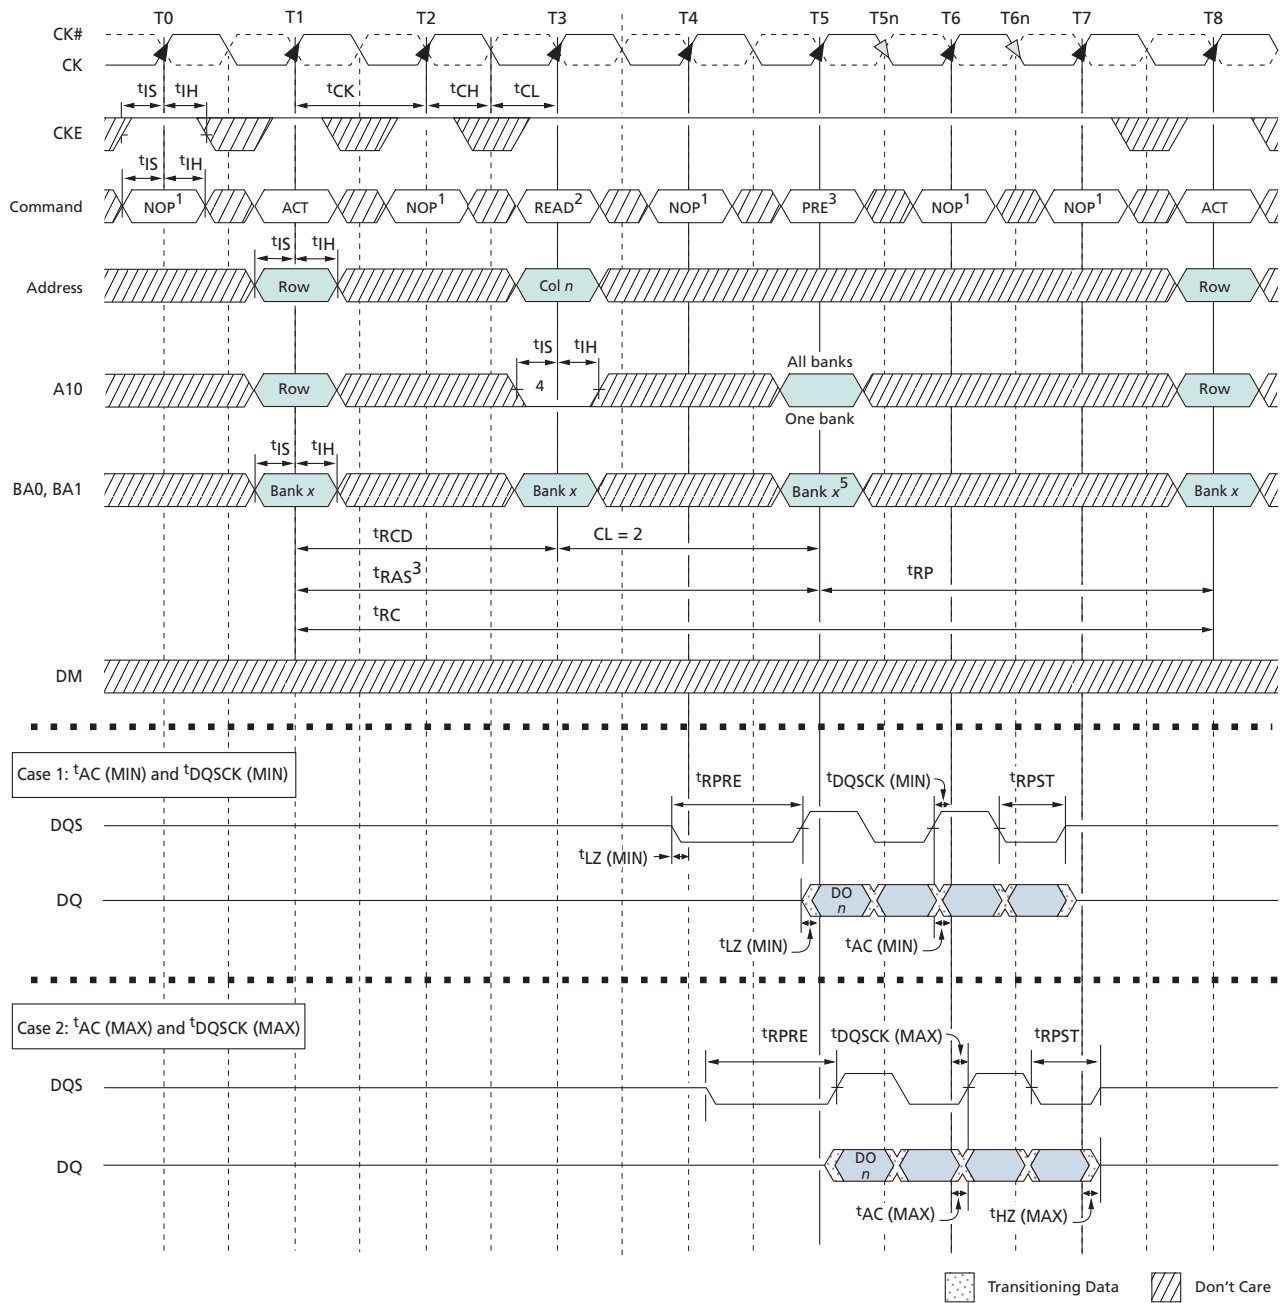 T0 T1 T2 T3 T4 T5 T5n T6 T6n T7 T8
CK#
CK
tIS tIH tCK tCH tCL
CKE
tIS tIH
Command NOP1 ACT NOP1 READ2 NOP1 PRE3 NOP1 NOP1 ACT
tIS tIH
Address Row Col n Row
tIS tIH All banks
A10 Row 4 Row
One bank
tIS tIH
BA0, BA1 Bank x Bank x Bank x5 Bank x
tRCD CL = 2
tRAS3 tRP
tRC
DM
Case 1: tAC (MIN) and tDQSCK (MIN)
tRPRE tDQSCK (MIN) tRPST
DQS
tLZ (MIN)
DQ DO
n
tLZ (MIN) tAC (MIN)
Case 2: tAC (MAX) and tDQSCK (MAX)
tRPRE tDQSCK (MAX) tRPST
DQS
DQ DO
n
tAC (MAX) tHZ (MAX)
Transitioning Data Don't Care